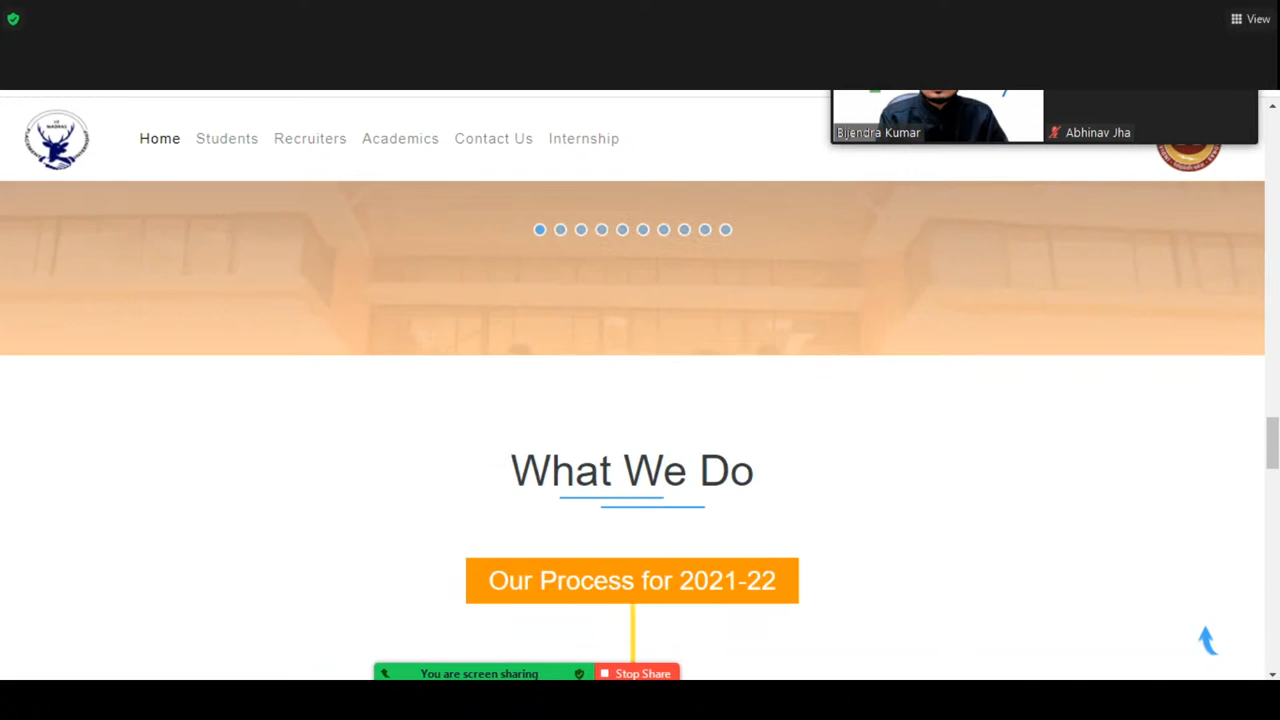 View
Bijendra Kumar
Abhinav Jha
MADRAS
Home Students Recruiters Academics Contact Us Internship
What We Do
Our Process for 2021-22
You are screen sharing
Stop Share